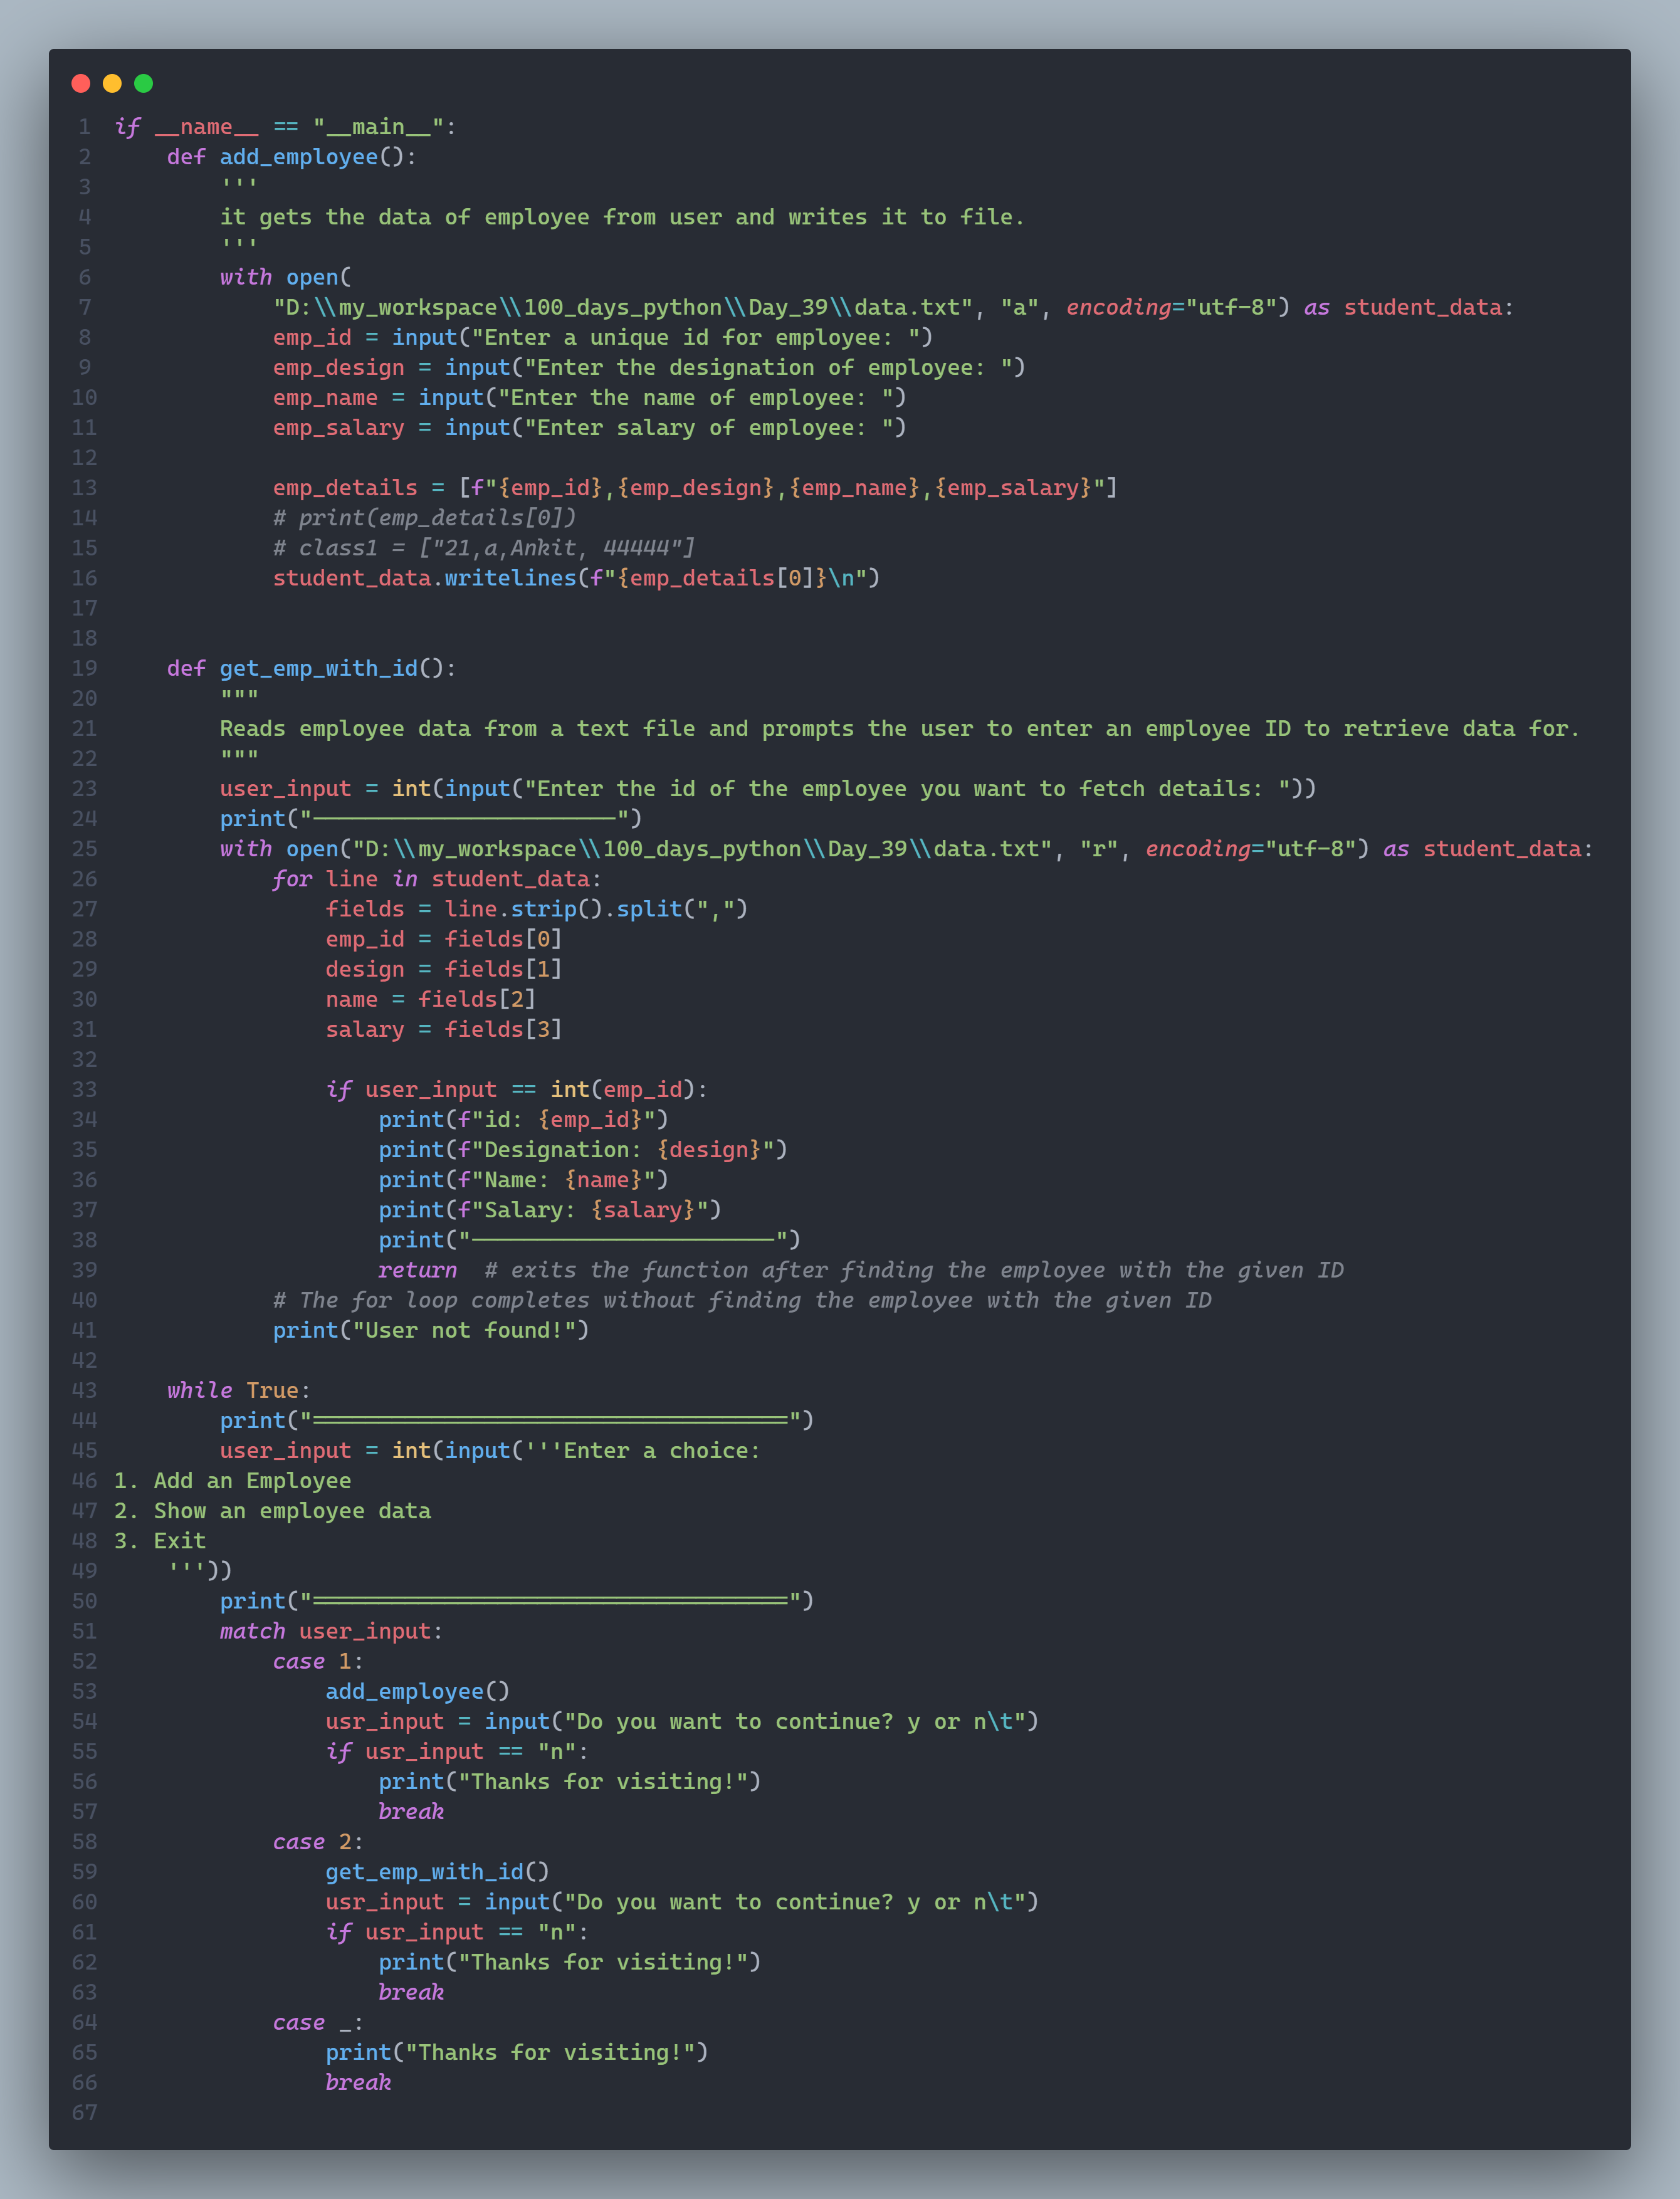 1 if __name__ == "__main__":
2     def add_employee():
3         '''
4         it gets the data of employee from user and writes it to file.
5         '''
6         with open(
7             "D:\\my_workspace\\100_days_python\\Day_39\\data.txt", "a", encoding="utf-8") as student_data:
8             emp_id = input("Enter a unique id for employee: ")
9             emp_design = input("Enter the designation of employee: ")
10             emp_name = input("Enter the name of employee: ")
11             emp_salary = input("Enter salary of employee: ")
12
13             emp_details = [f"{emp_id},{emp_design},{emp_name},{emp_salary}"]
14             # print(emp_details[0])
15             # class1 = ["21,a,Ankit, 44444"]
16             student_data.writelines(f"{emp_details[0]}\n")
17
18
19     def get_emp_with_id():
20         """
21         Reads employee data from a text file and prompts the user to enter an employee ID to retrieve data for.
22         """
23         user_input = int(input("Enter the id of the employee you want to fetch details: "))
24         print("-----------------------")
25         with open("D:\\my_workspace\\100_days_python\\Day_39\\data.txt", "r", encoding="utf-8") as student_data:
26             for line in student_data:
27                 fields = line.strip().split(",")
28                 emp_id = fields[0]
29                 design = fields[1]
30                 name = fields[2]
31                 salary = fields[3]
32
33                 if user_input == int(emp_id):
34                     print(f"id: {emp_id}")
35                     print(f"Designation: {design}")
36                     print(f"Name: {name}")
37                     print(f"Salary: {salary}")
38                     print("-----------------------")
39                     return  # exits the function after finding the employee with the given ID
40             # The for loop completes without finding the employee with the given ID
41             print("User not found!")
42
43     while True:
44         print("====================================")
45         user_input = int(input('''Enter a choice:
46 1. Add an Employee
47 2. Show an employee data
48 3. Exit
49     '''))
50         print("====================================")
51         match user_input:
52             case 1:
53                 add_employee()
54                 usr_input = input("Do you want to continue? y or n\t")
55                 if usr_input == "n":
56                     print("Thanks for visiting!")
57                     break
58             case 2:
59                 get_emp_with_id()
60                 usr_input = input("Do you want to continue? y or n\t")
61                 if usr_input == "n":
62                     print("Thanks for visiting!")
63                     break
64             case _:
65                 print("Thanks for visiting!")
66                 break
67